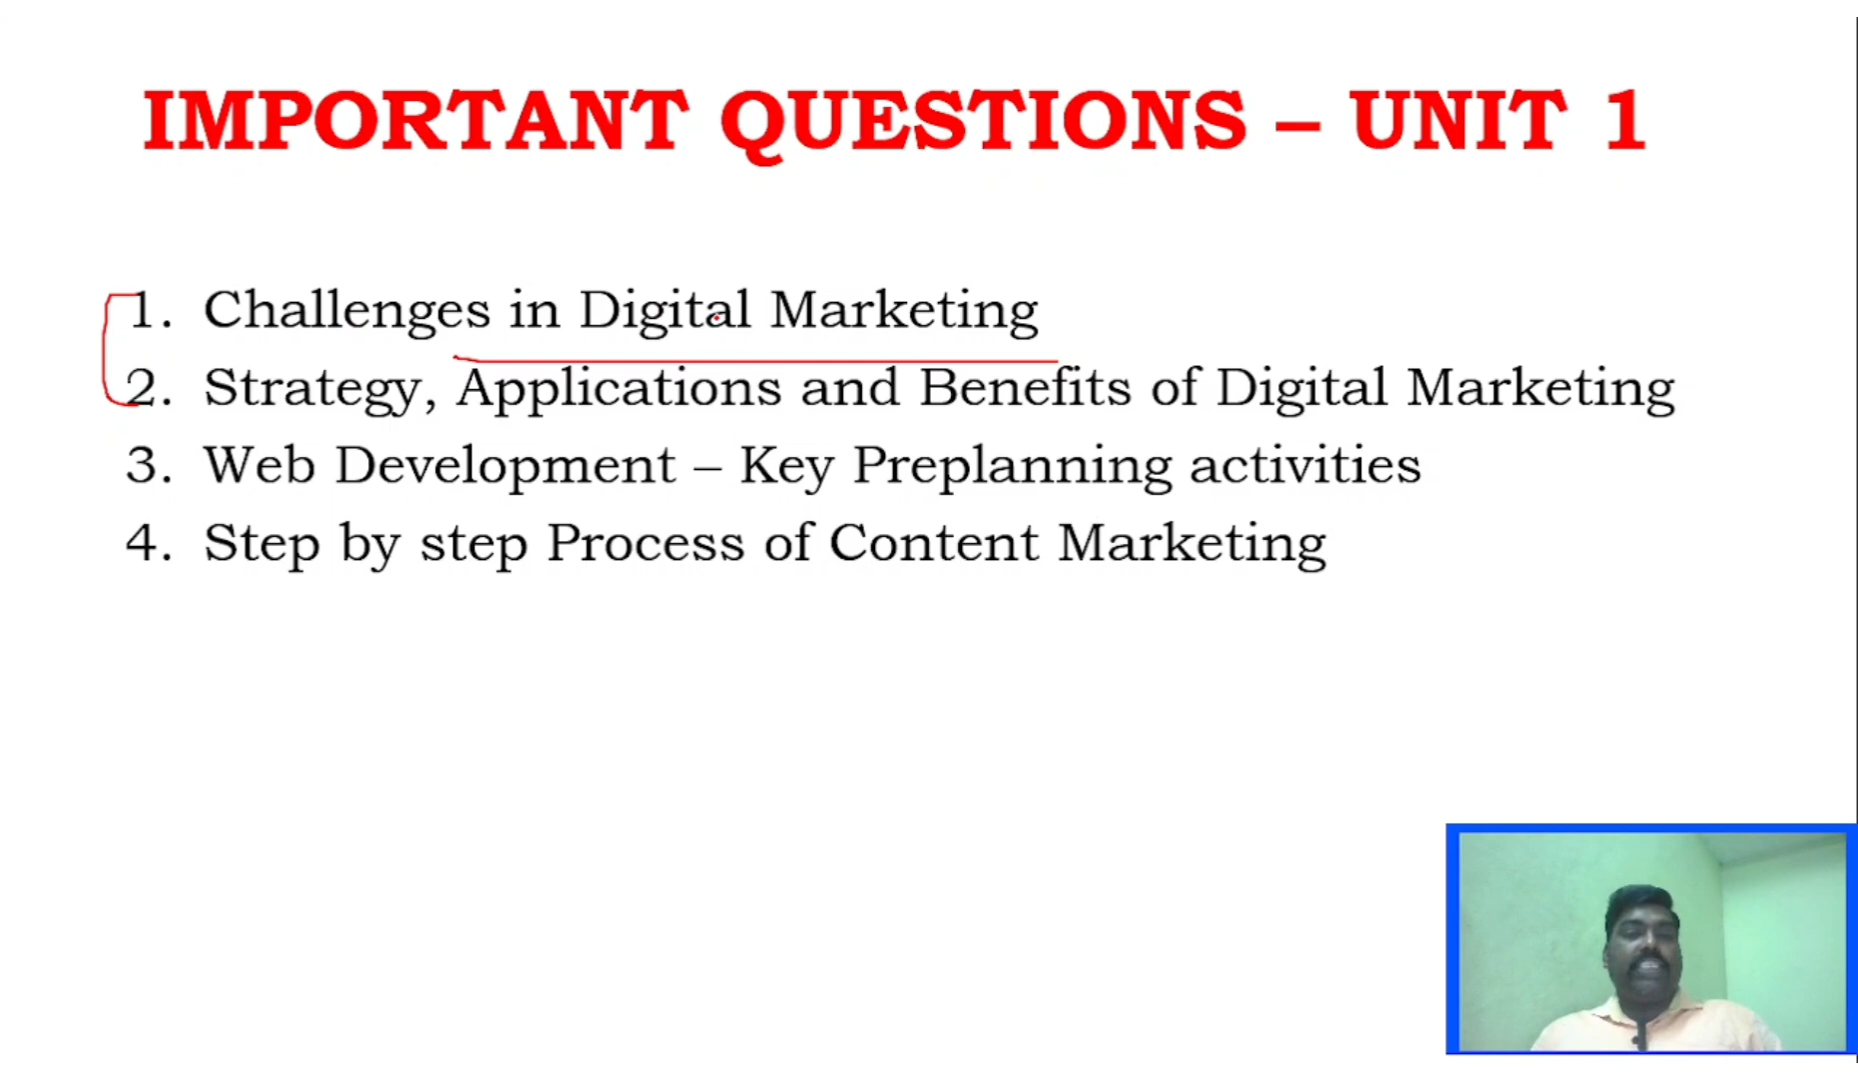 IMPORTANT QUESTIONS – UNIT 1
1. Challenges in Digital Marketing
2. Strategy, Applications and Benefits of Digital Marketing
3. Web Development – Key Preplanning activities
4. Step by step Process of Content Marketing